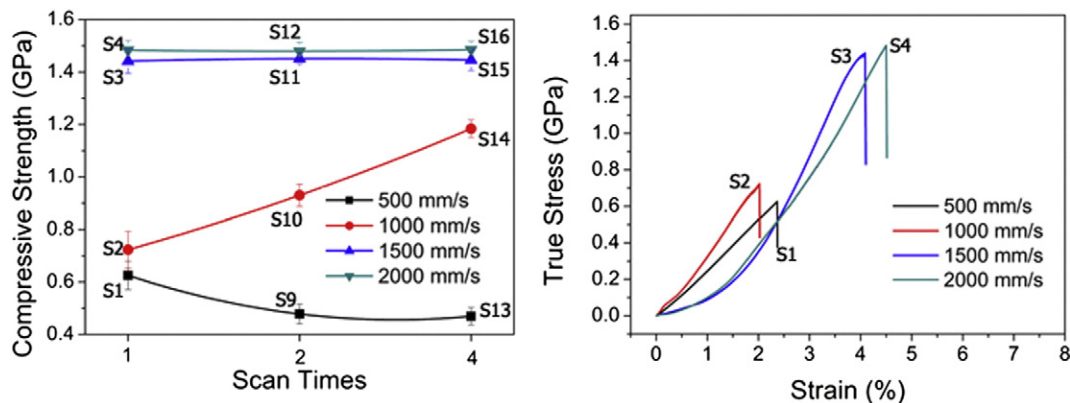 1.6
1.4
1.2
1.0
0.8
0.6
0.4
Compressive Strength (GPa)
S4
S12
S16
S3
S11
S15
S14
S10
S2
S1
S9
S13
500 mm/s
1000 mm/s
1500 mm/s
2000 mm/s
1
2
4
Scan Times
1.6
1.4
1.2
1.0
0.8
0.6
0.4
0.2
0.0
True Stress (GPa)
S3
S4
S2
S1
500 mm/s
1000 mm/s
1500 mm/s
2000 mm/s
0 1 2 3 4 5 6 7 8
Strain (%)